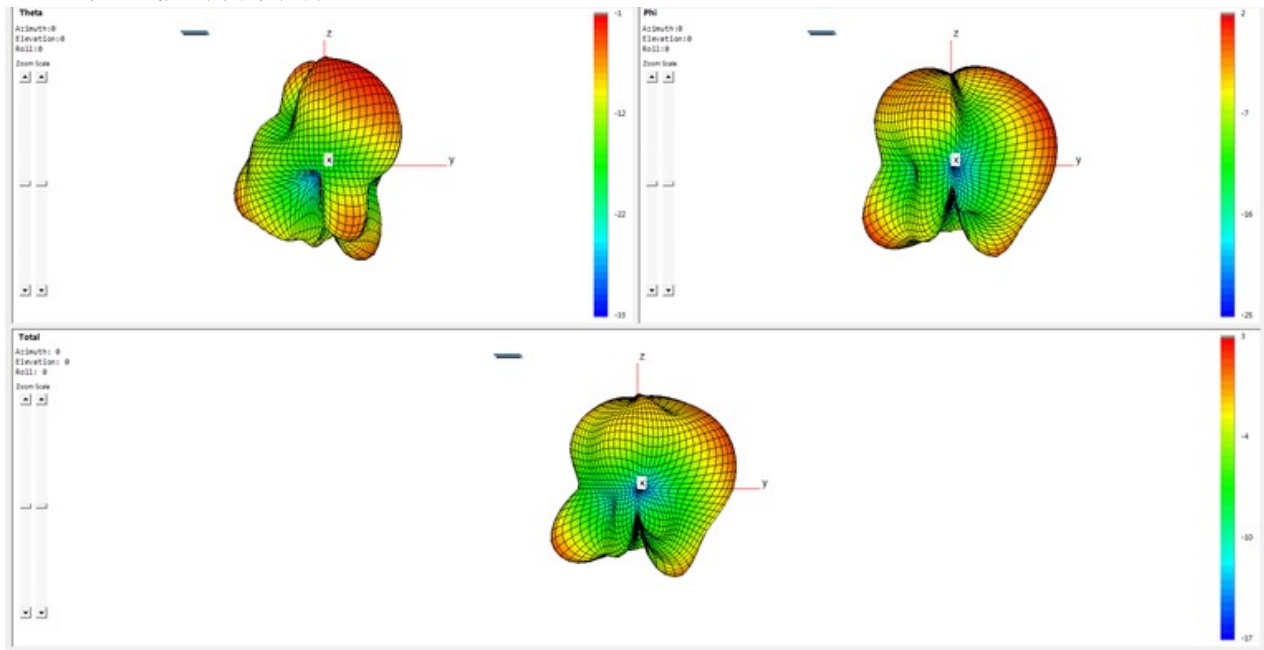 Theta
Azimuth:0
Elevation:0
Roll:0
Zoom Scale
z
x
y
-1
-12
-22
-33
Phi
Azimuth:0
Elevation:0
Roll:0
Zoom Scale
z
x
y
2
-7
-16
-25
Total
Azimuth: 0
Elevation: 0
Roll: 0
Zoom Scale
z
x
y
3
-4
-10
-17